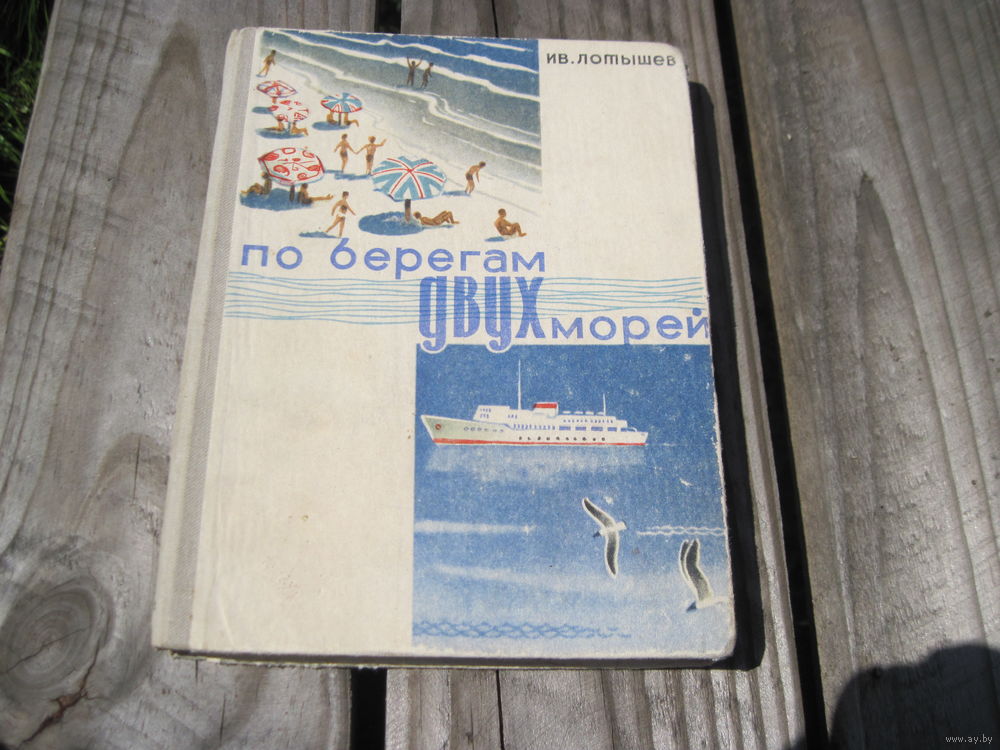 ИВ. ЛОТЫШЕВ
по берегам
двух
морей
www.ay.by